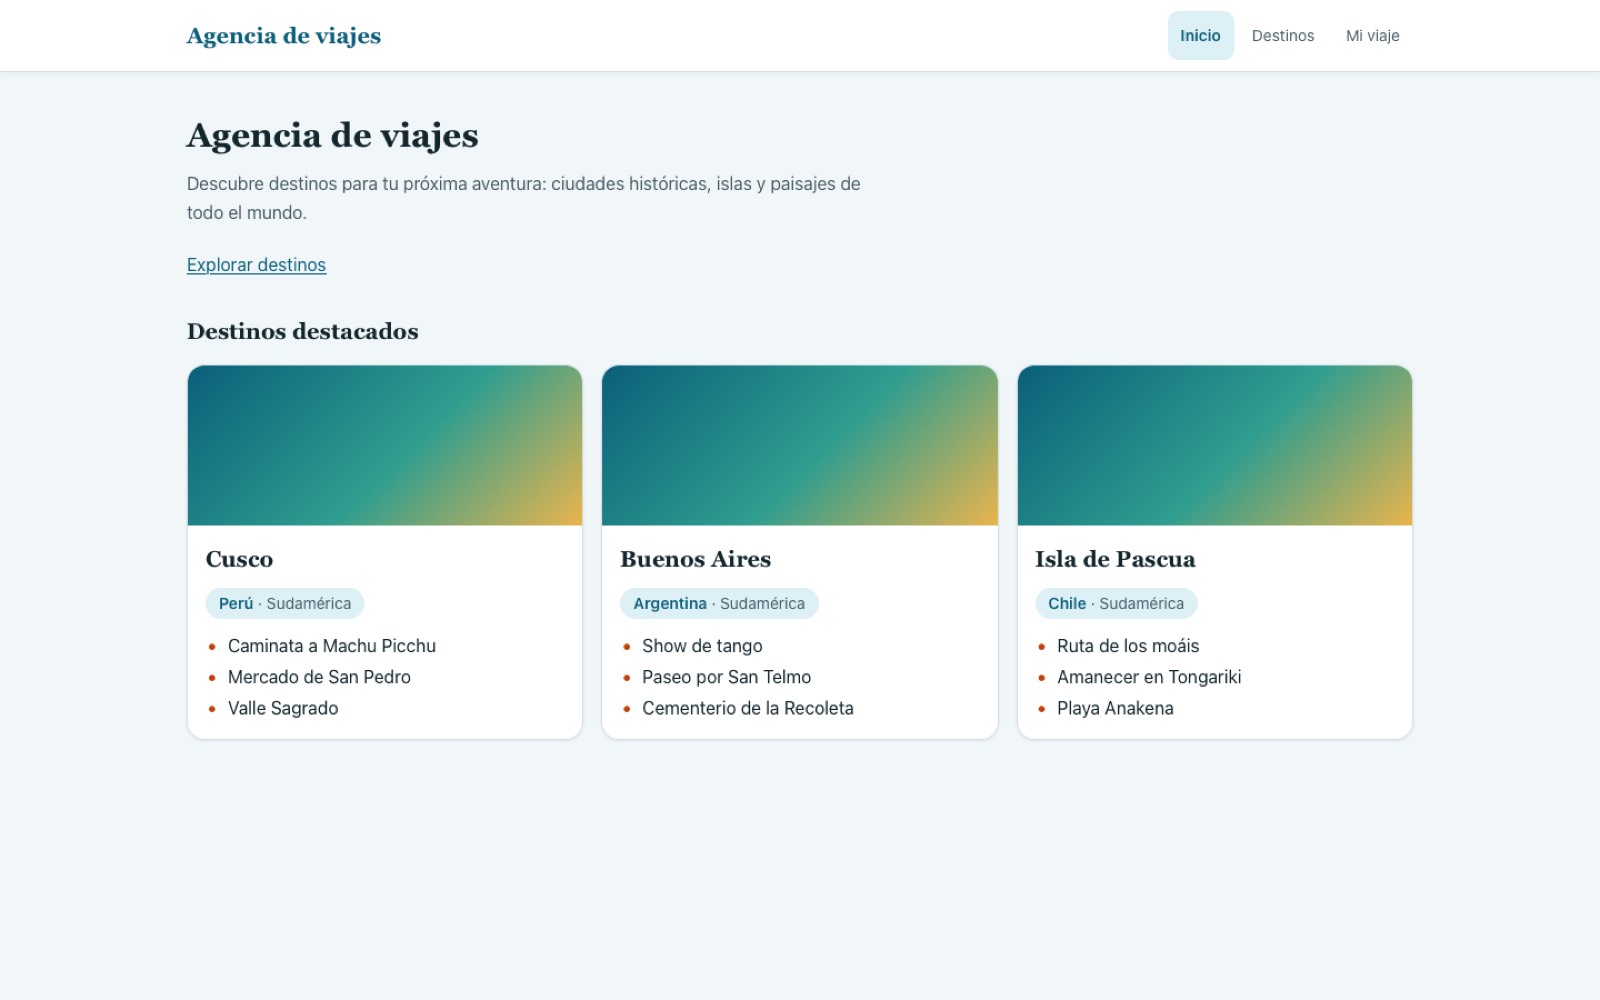 Agencia de viajes
Inicio
Destinos
Mi viaje
Agencia de viajes
Descubre destinos para tu próxima aventura: ciudades históricas, islas y paisajes de
todo el mundo.
Explorar destinos
Destinos destacados
Cusco
Perú · Sudamérica
Caminata a Machu Picchu
Mercado de San Pedro
Valle Sagrado
Buenos Aires
Argentina · Sudamérica
Show de tango
Paseo por San Telmo
Cementerio de la Recoleta
Isla de Pascua
Chile · Sudamérica
Ruta de los moáis
Amanecer en Tongariki
Playa Anakena